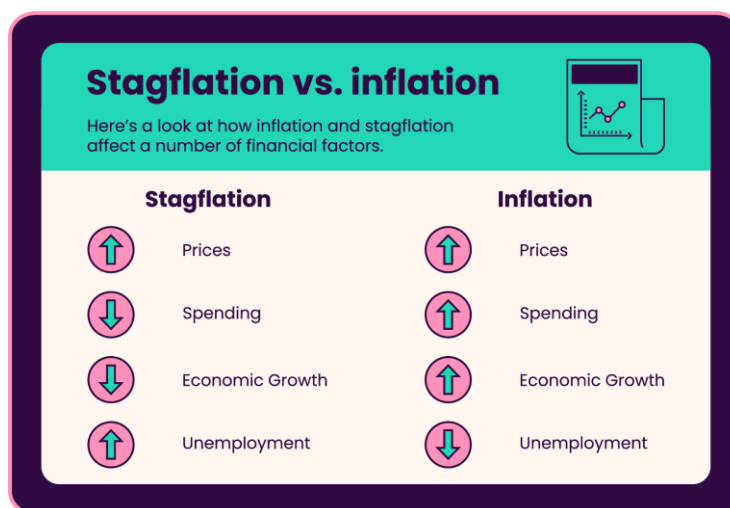 Stagflation vs. inflation
Here’s a look at how inflation and stagflation
affect a number of financial factors.
Stagflation
Prices
Spending
Economic Growth
Unemployment
Inflation
Prices
Spending
Economic Growth
Unemployment